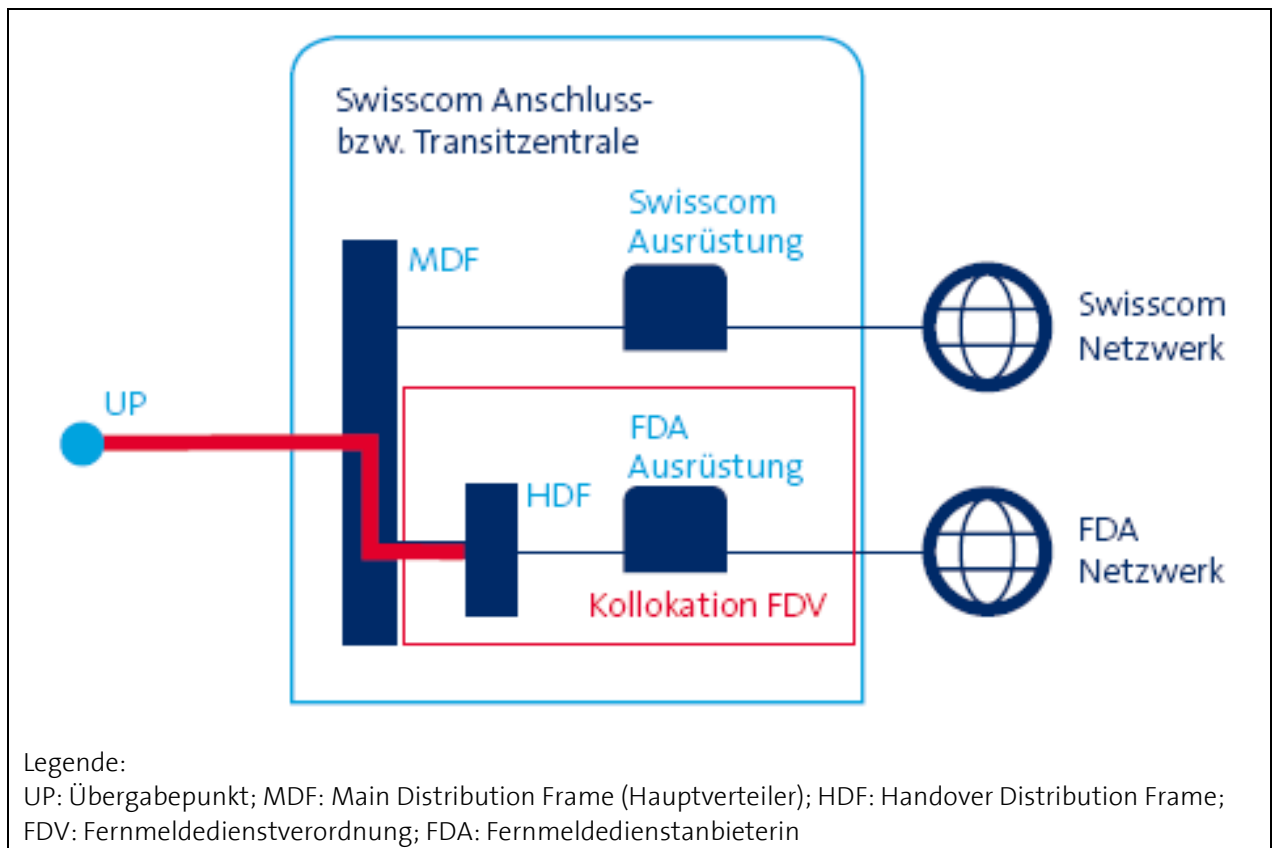 Swisscom Anschluss-
bzw. Transitzentrale
Swisscom
Ausrüstung
MDF
Swisscom
Netzwerk
UP
FDA
Ausrüstung
HDF
FDA
Netzwerk
Kollokation FDV
Legende:
UP: Übergabepunkt; MDF: Main Distribution Frame (Hauptverteiler); HDF: Handover Distribution Frame;
FDV: Fernmeldedienstverordnung; FDA: Fernmeldedienstanbieterin